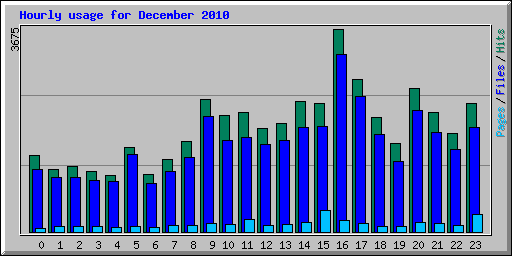 Hourly usage for December 2010
3675
Pages / Files / Hits
0 1 2 3 4 5 6 7 8 9 10 11 12 13 14 15 16 17 18 19 20 21 22 23